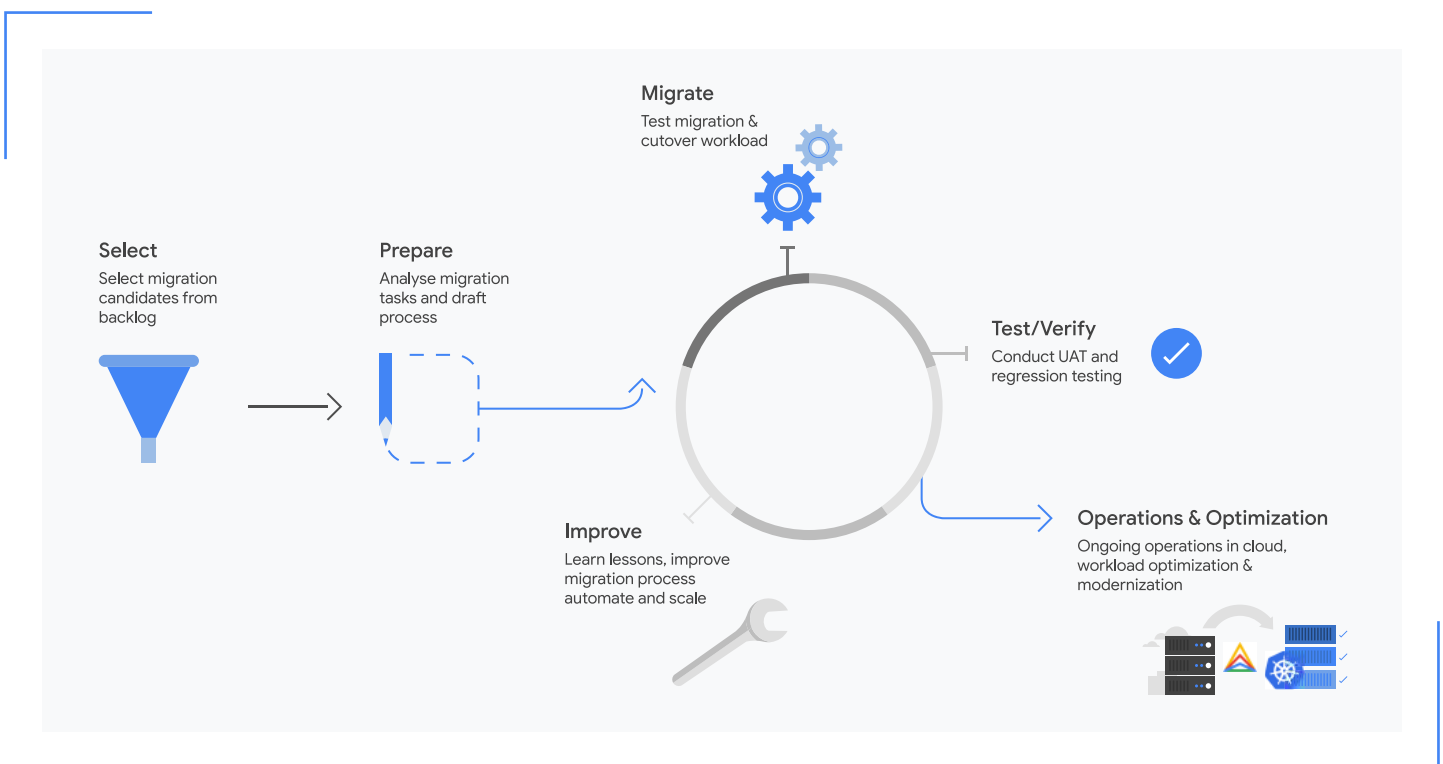 Migrate
Test migration &
cutover workload
Select
Select migration
candidates from
backlog
Prepare
Analyse migration
tasks and draft
process
Test/Verify
Conduct UAT and
regression testing
Improve
Learn lessons, improve
migration process
automate and scale
Operations & Optimization
Ongoing operations in cloud,
workload optimization &
modernization